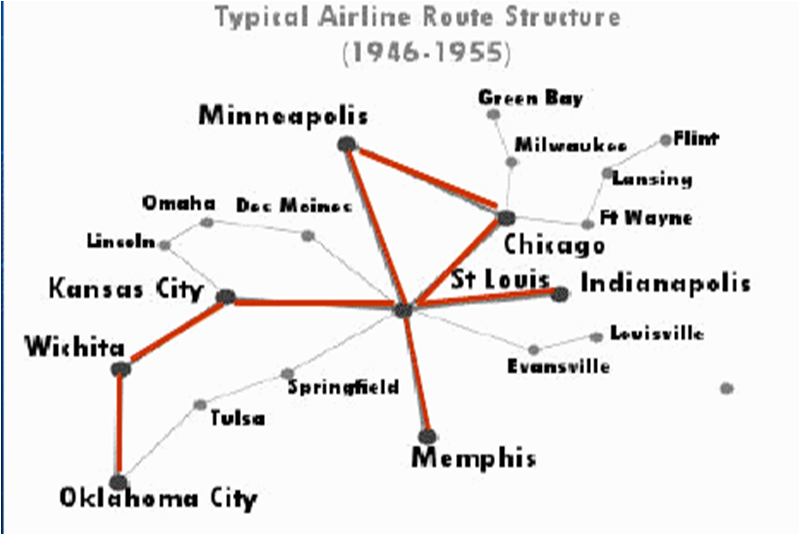 Typical Airline Route Structure
(1946-1955)
Green Bay
Minneapolis
Milwaukee
Flint
Lansing
Omaha
Des Moines
Ft Wayne
Lincoln
Chicago
St Louis
Indianapolis
Kansas City
Louisville
Wichita
Evansville
Springfield
Tulsa
Memphis
Oklahoma City